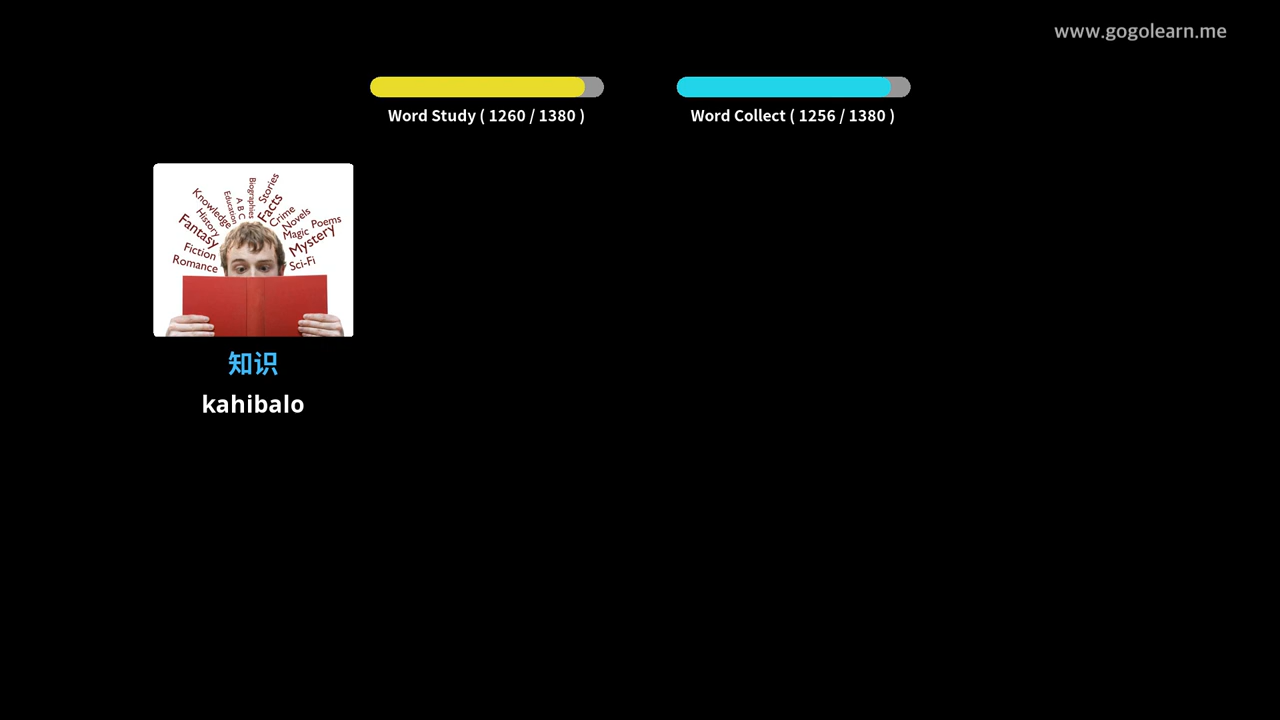 www.gogolearn.me
Word Study ( 1260 / 1380 )
Word Collect ( 1256 / 1380 )
Knowledge
History
Fantasy
Fiction
Romance
Education
A B C
Biographies
Stories
Facts
Crime
Novels
Magic
Poems
Mystery
Sci-Fi
知识
kahibalo